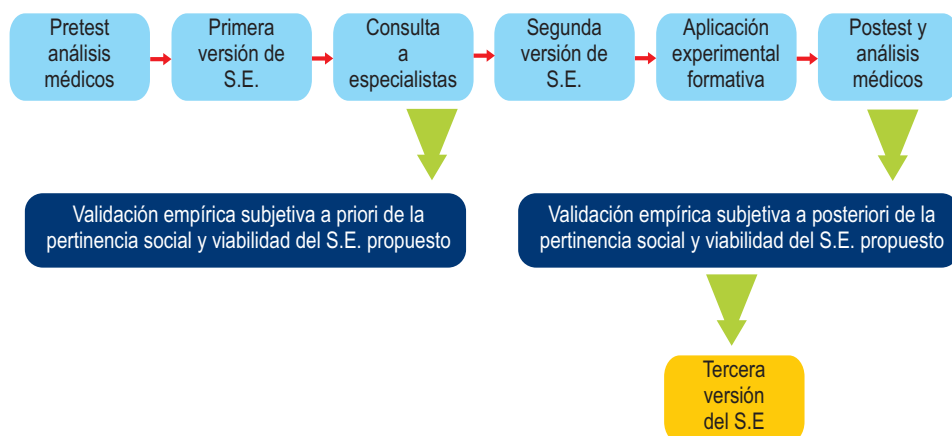 Pretest
análisis
médicos
Primera
versión de
S.E.
Consulta
a
especialistas
Segunda
versión de
S.E.
Aplicación
experimental
formativa
Postest y
análisis
médicos
Validación empírica subjetiva a priori de la
pertinencia social y viabilidad del S.E. propuesto
Validación empírica subjetiva a posteriori de la
pertinencia social y viabilidad del S.E. propuesto
Tercera
versión
del S.E